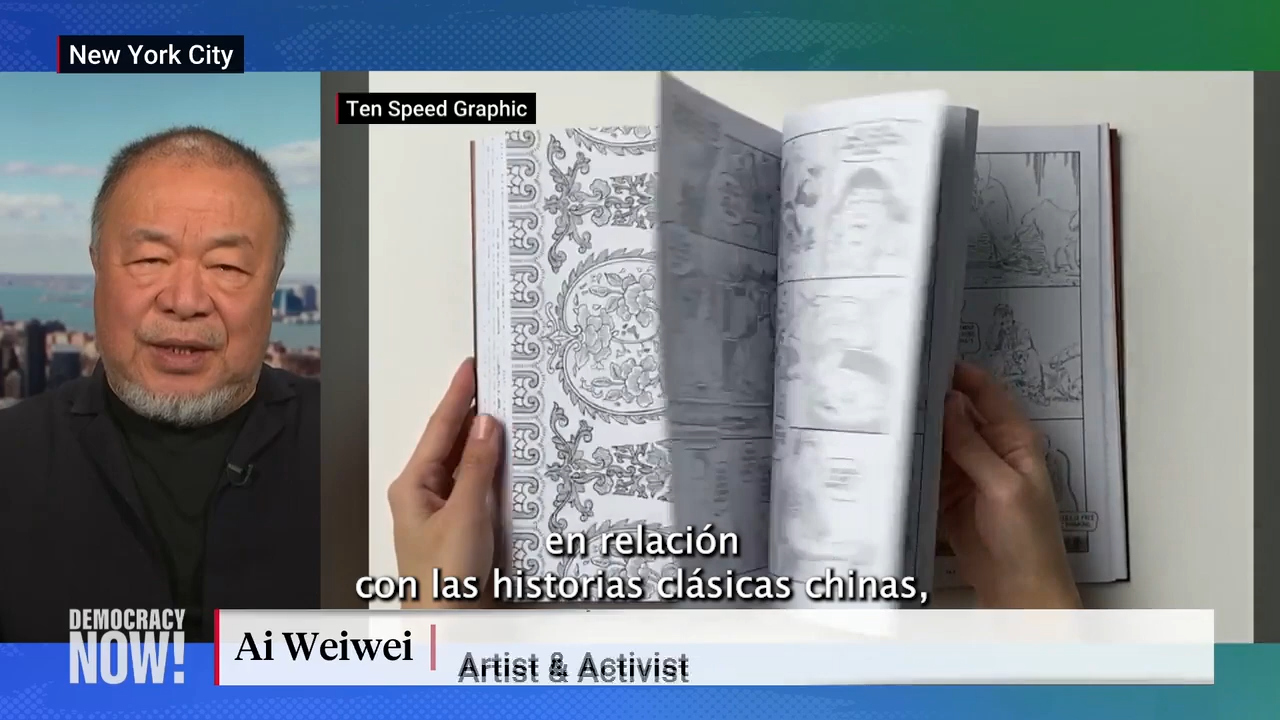 New York City
Ten Speed Graphic
en relación
con las historias clásicas chinas,
DEMOCRACY
NOW!
Ai Weiwei
Artist & Activist